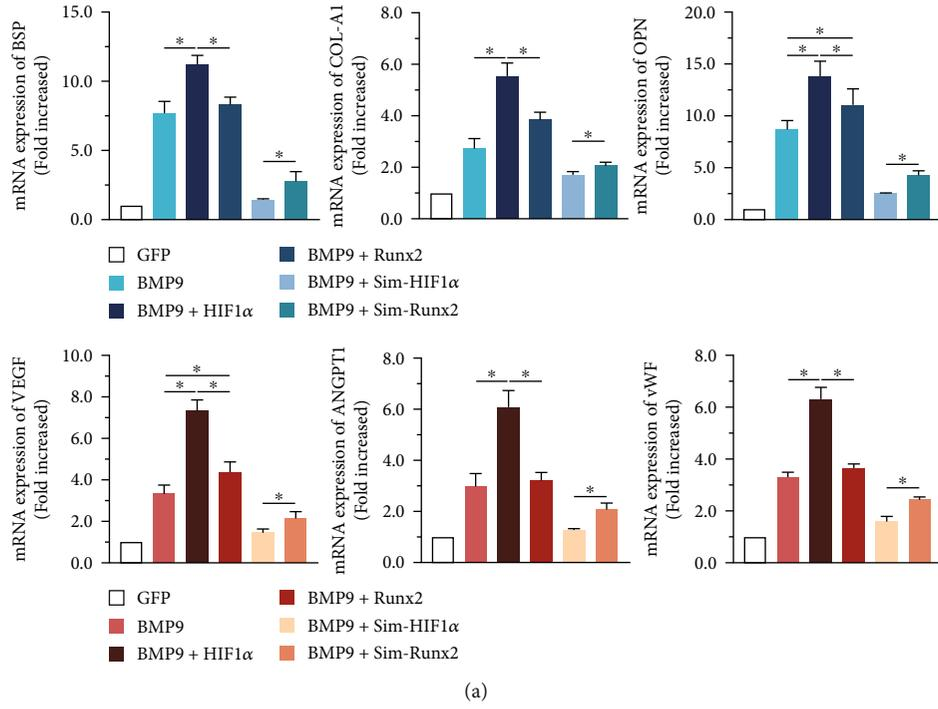 mRNA expression of BSP
(Fold increased)
15.0
10.0
5.0
0.0
* *
*
mRNA expression of COL-A1
(Fold increased)
8.0
6.0
4.0
2.0
0.0
* *
*
mRNA expression of OPN
(Fold increased)
20.0
15.0
10.0
5.0
0.0
*
* *
*
GFP
BMP9
BMP9 + HIF1α
BMP9 + Runx2
BMP9 + Sim-HIF1α
BMP9 + Sim-Runx2
mRNA expression of VEGF
(Fold increased)
10.0
8.0
6.0
4.0
2.0
0.0
*
* *
*
mRNA expression of ANGPT1
(Fold increased)
8.0
6.0
4.0
2.0
0.0
* *
*
mRNA expression of vWF
(Fold increased)
8.0
6.0
4.0
2.0
0.0
* *
*
GFP
BMP9
BMP9 + HIF1α
BMP9 + Runx2
BMP9 + Sim-HIF1α
BMP9 + Sim-Runx2
(a)